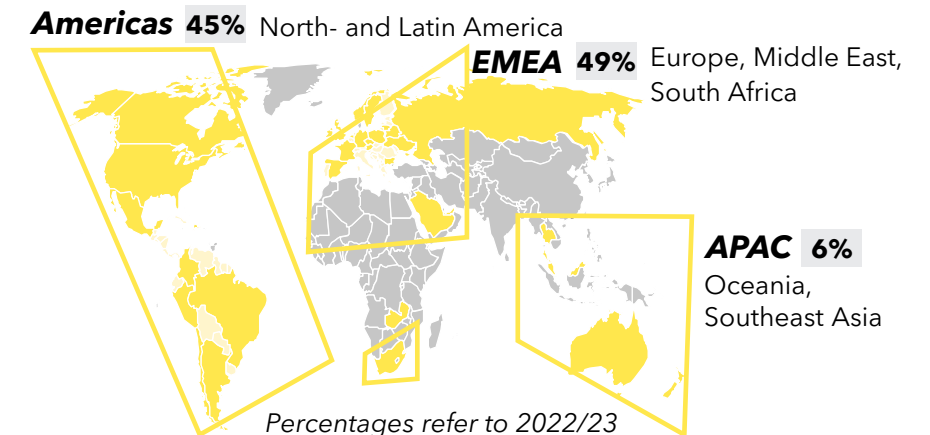 Americas 45% North- and Latin America
EMEA 49% Europe, Middle East,
South Africa
APAC 6%
Oceania,
Southeast Asia
Percentages refer to 2022/23